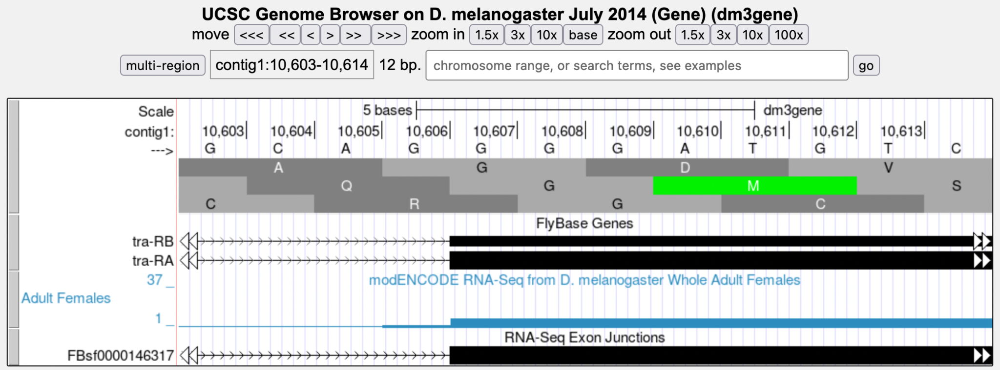 UCSC Genome Browser on D. melanogaster July 2014 (Gene) (dm3gene)
move <<< << < > >> >>> zoom in 1.5x 3x 10x base zoom out 1.5x 3x 10x 100x
multi-region contig1:10,603-10,614 12 bp. chromosome range, or search terms, see examples go
Scale 5 bases dm3gene
contig1: 10,603 10,604 10,605 10,606 10,607 10,608 10,609 10,610 10,611 10,612 10,613
---> G C A G G G G A T G T C
A G D V
Q G M S
C R G C
FlyBase Genes
tra-RB
tra-RA
37 _ modENCODE RNA-Seq from D. melanogaster Whole Adult Females
Adult Females
1 _
RNA-Seq Exon Junctions
FBsf0000146317